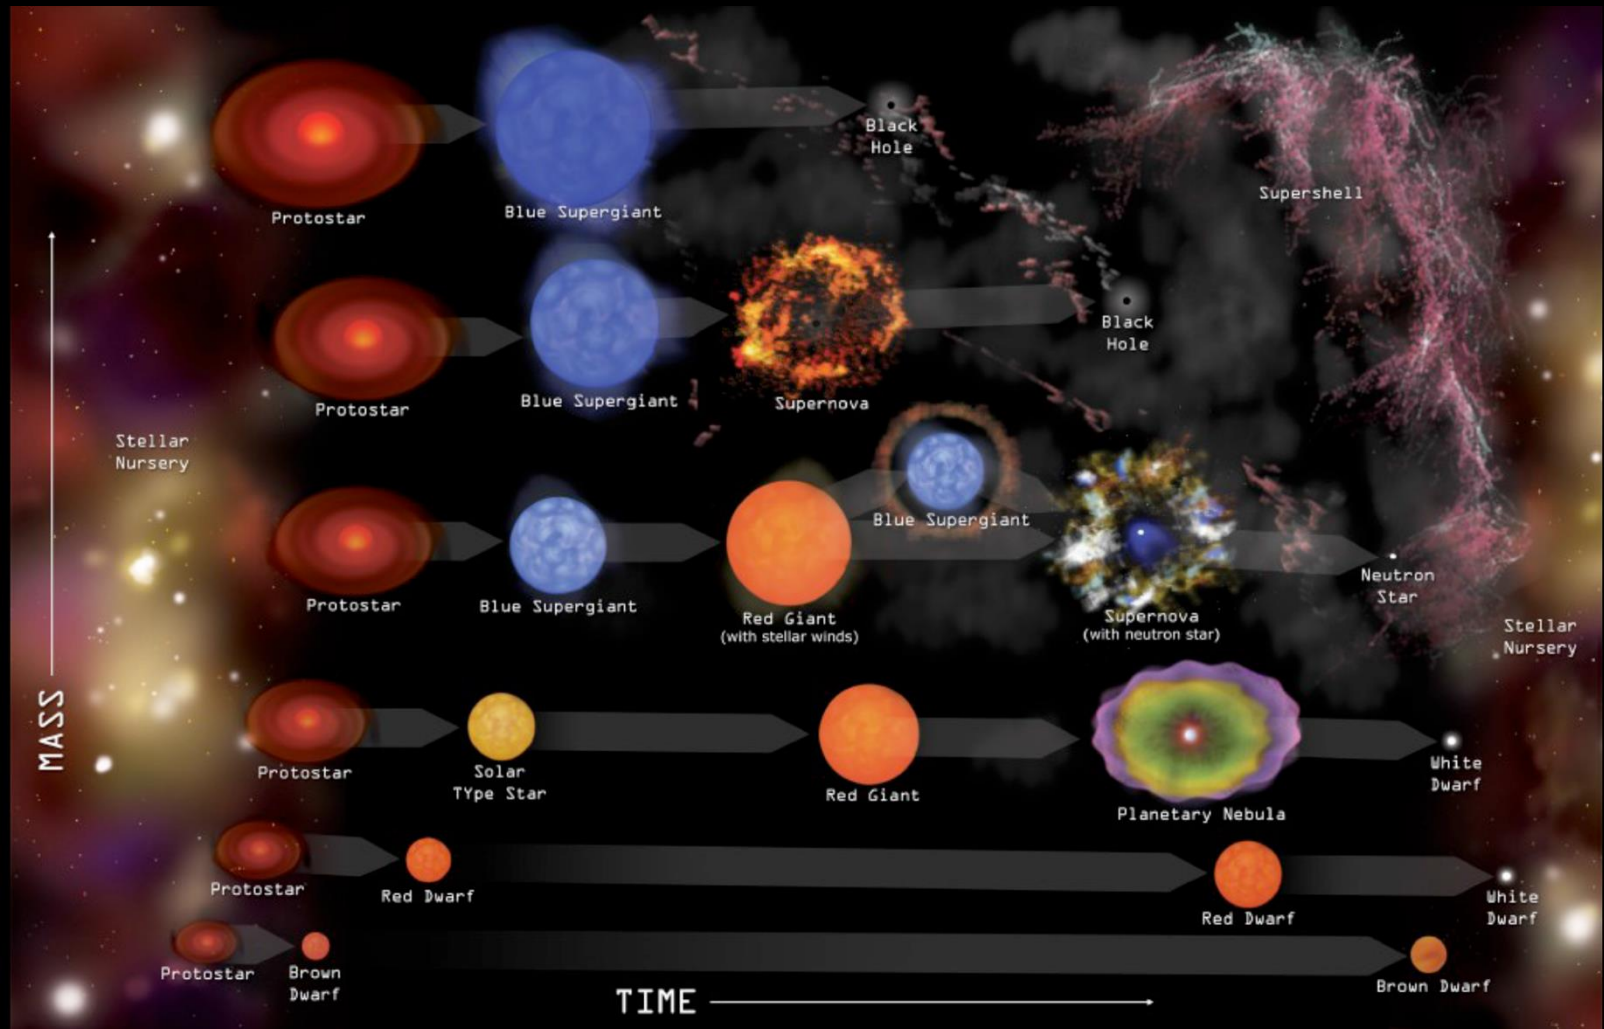 Protostar
Blue Supergiant
Black
Hole
Supershell
Protostar
Blue Supergiant
Supernova
Black
Hole
Stellar
Nursery
Protostar
Blue Supergiant
Red Giant
(with stellar winds)
Blue Supergiant
Supernova
(with neutron star)
Neutron
Star
Stellar
Nursery
MASS
Protostar
Solar
TYpe Star
Red Giant
Planetary Nebula
White
Dwarf
Protostar
Red Dwarf
Red Dwarf
White
Dwarf
Protostar
Brown
Dwarf
Brown Dwarf
TIME